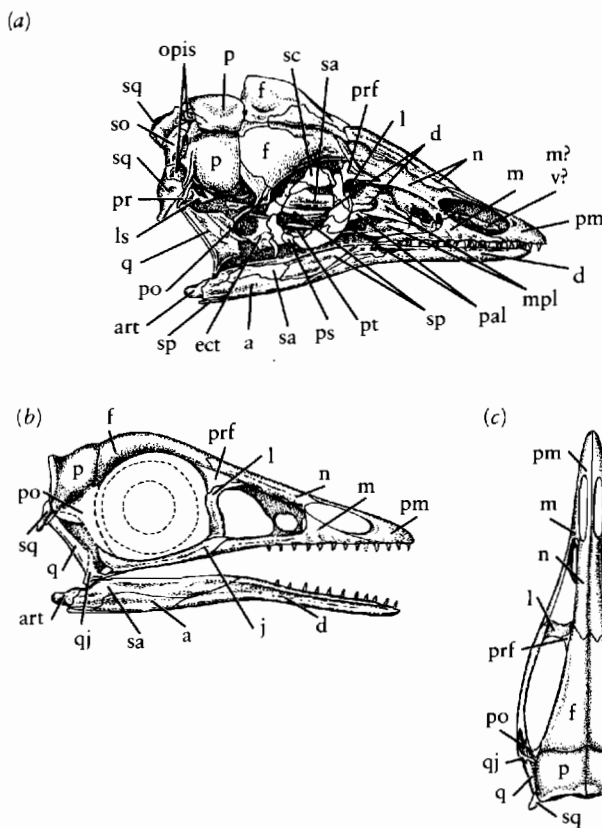 (a)
opis p sc sa
sq f prf l
so d n
sq p f m?
v?
m
pr pm
ls
q
po d
art mpl
sp pal
ect a sa ps pt sp
(b) (c)
f
prf l
p n m pm
po
sq
q
art
qj sa a j d
pm
m
n
l
prf
f
po
qj p
q
sq